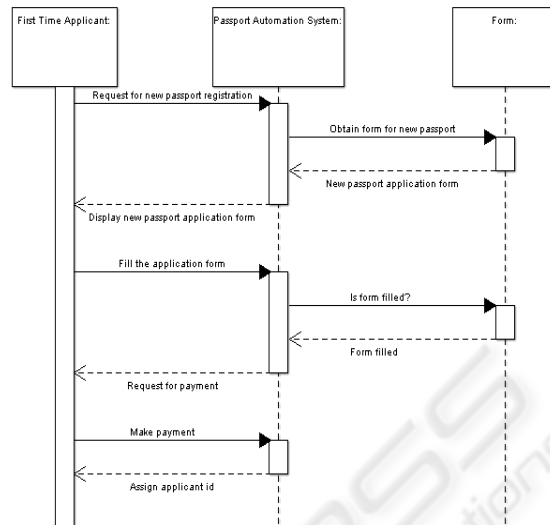 First Time Applicant:
Passport Automation System:
Form:
Request for new passport registration
Obtain form for new passport
New passport application form
Display new passport application form
Fill the application form
Is form filled?
Form filled
Request for payment
Make payment
Assign applicant id